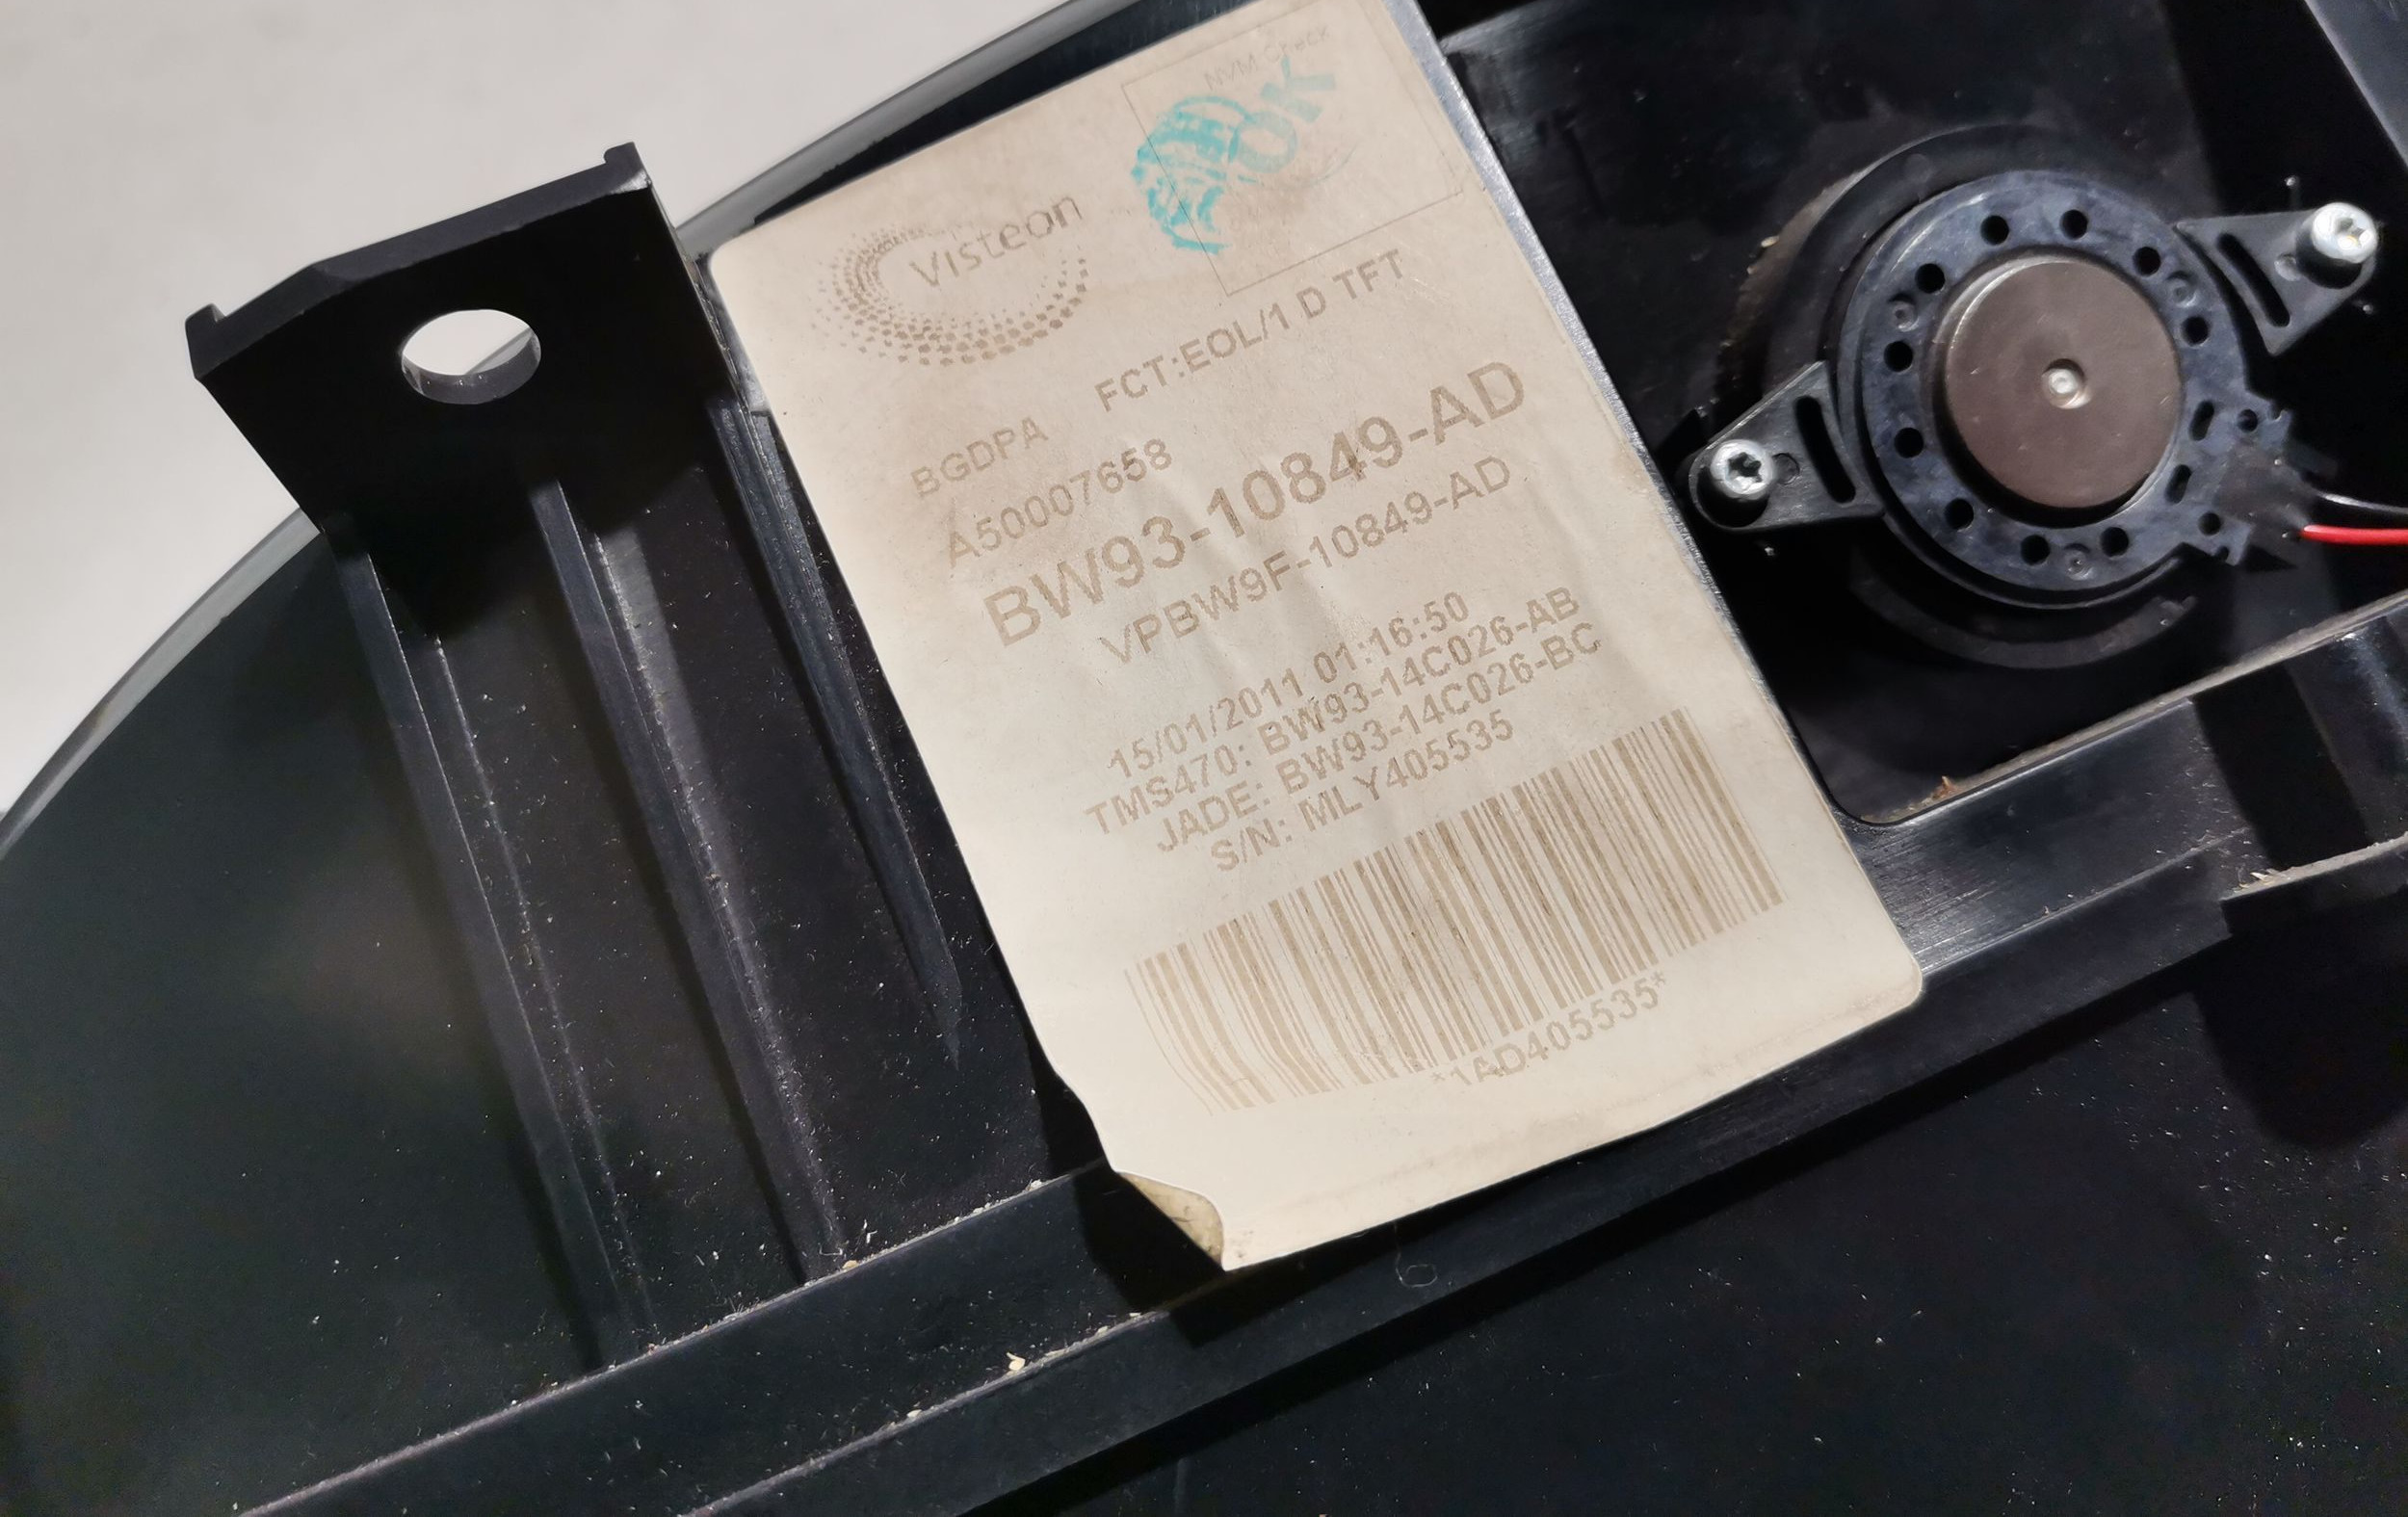 NVM Check
OK
Visteon
BGDPA FCT:EOL/1 D TFT
A50007658
BW93-10849-AD
VPBW9F-10849-AD
15/01/2011 01:16:50
TMS470: BW93-14C026-AB
JADE: BW93-14C026-BC
S/N: MLY405535
*1AD405535*
6